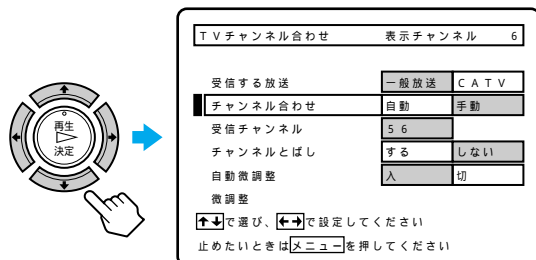 TVチャンネル合わせ 表示チャンネル 6
受信する放送 一般放送 CATV
チャンネル合わせ 自動 手動
受信チャンネル 56
チャンネルとばし する しない
自動微調整 入 切
微調整
↑↓で選び、←→で設定してください
止めたいときはメニューを押してください
再生
決定